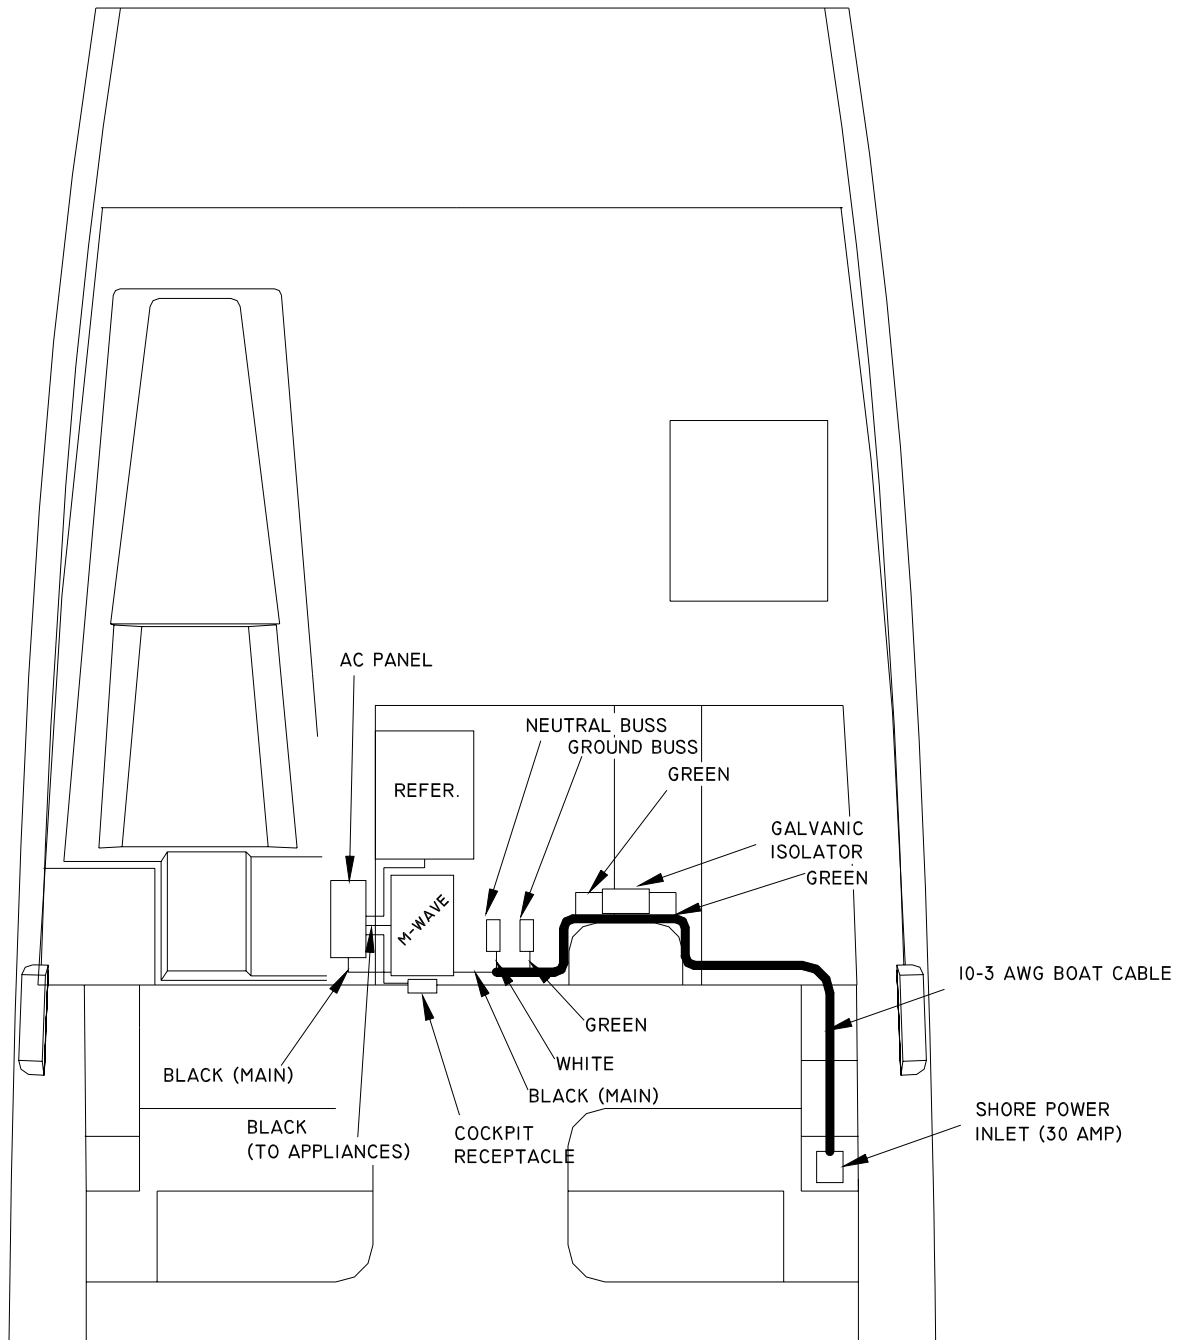 AC PANEL
NEUTRAL BUSS
GROUND BUSS
GREEN
REFER.
GALVANIC
ISOLATOR
GREEN
M-WAVE
10-3 AWG BOAT CABLE
GREEN
WHITE
BLACK (MAIN)
BLACK (MAIN)
SHORE POWER
INLET (30 AMP)
BLACK
(TO APPLIANCES)
COCKPIT
RECEPTACLE